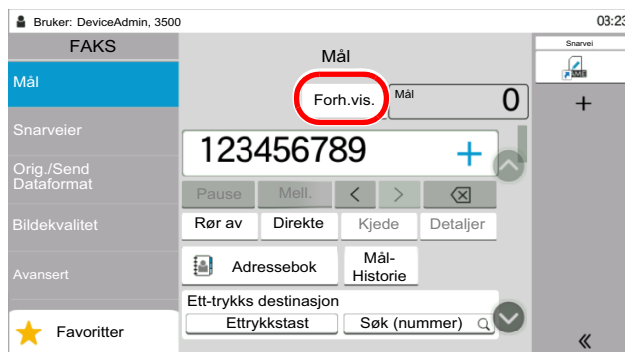 Bruker: DeviceAdmin, 3500
03:23
FAKS
Mål
Snarveier
Orig./Send
Dataformat
Bildekvalitet
Avansert
Favoritter
Mål
Forh.vis.
Mål
0
123456789
Pause
Mell.
Rør av
Direkte
Kjede
Detaljer
Adressebok
Mål-
Historie
Ett-trykks destinasjon
Ettrykkstast
Søk (nummer)
Snarvei